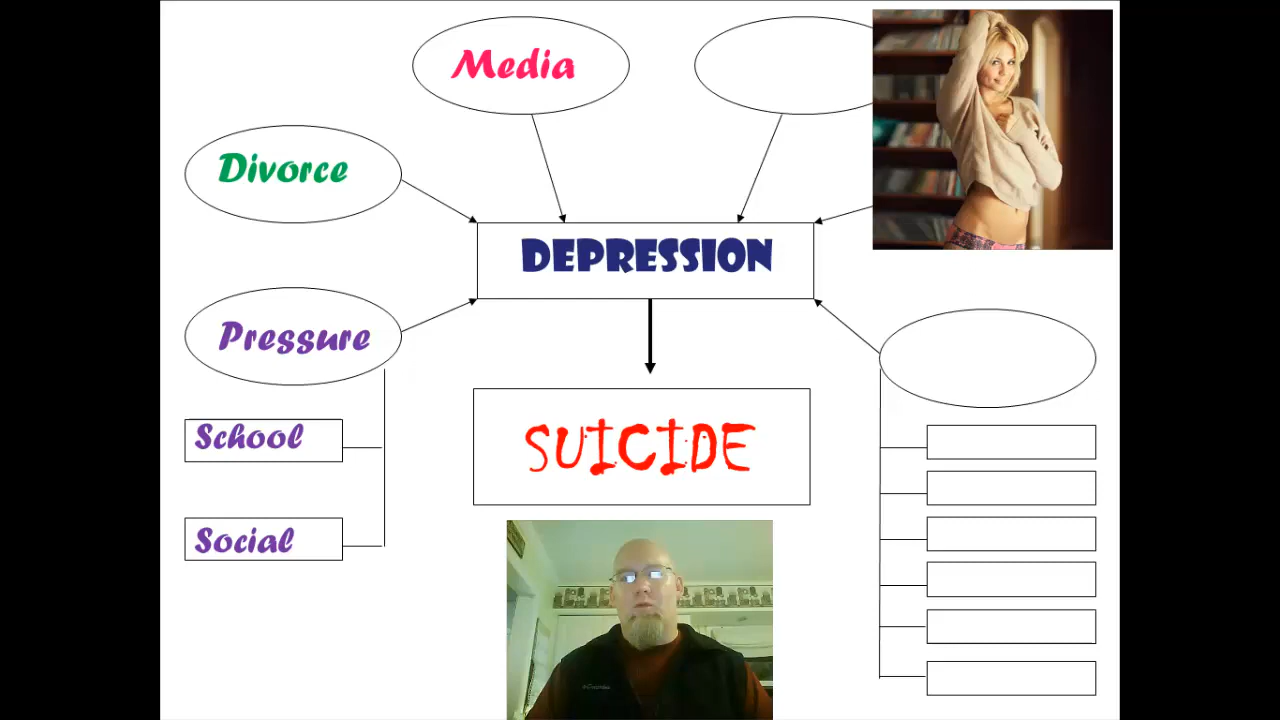 Media
Divorce
DEPRESSION
Pressure
School
SUICIDE
Social